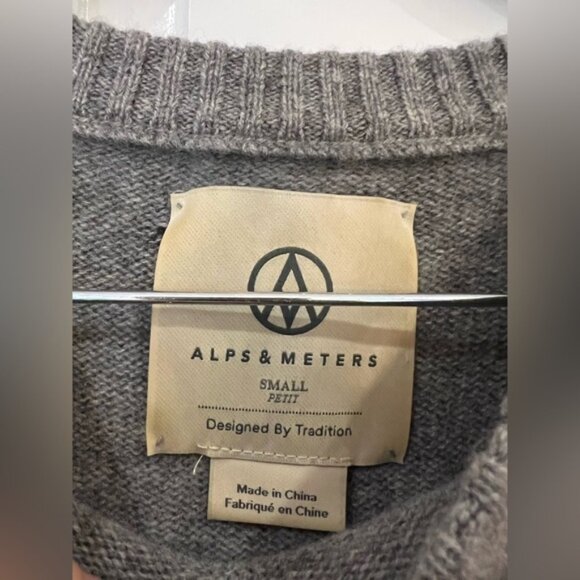 ALPS & METERS
SMALL
PETIT
Designed By Tradition
Made in China
Fabriqué en Chine